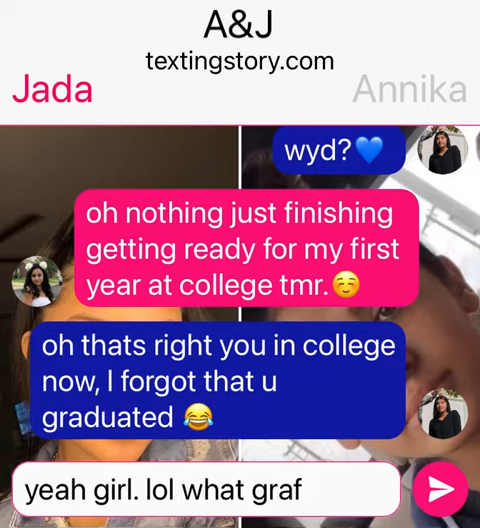 A&J
textingstory.com
Jada
Annika
wyd?💙
oh nothing just finishing
getting ready for my first
year at college tmr.☺️
oh thats right you in college
now, I forgot that u
graduated 😂
yeah girl. lol what graf